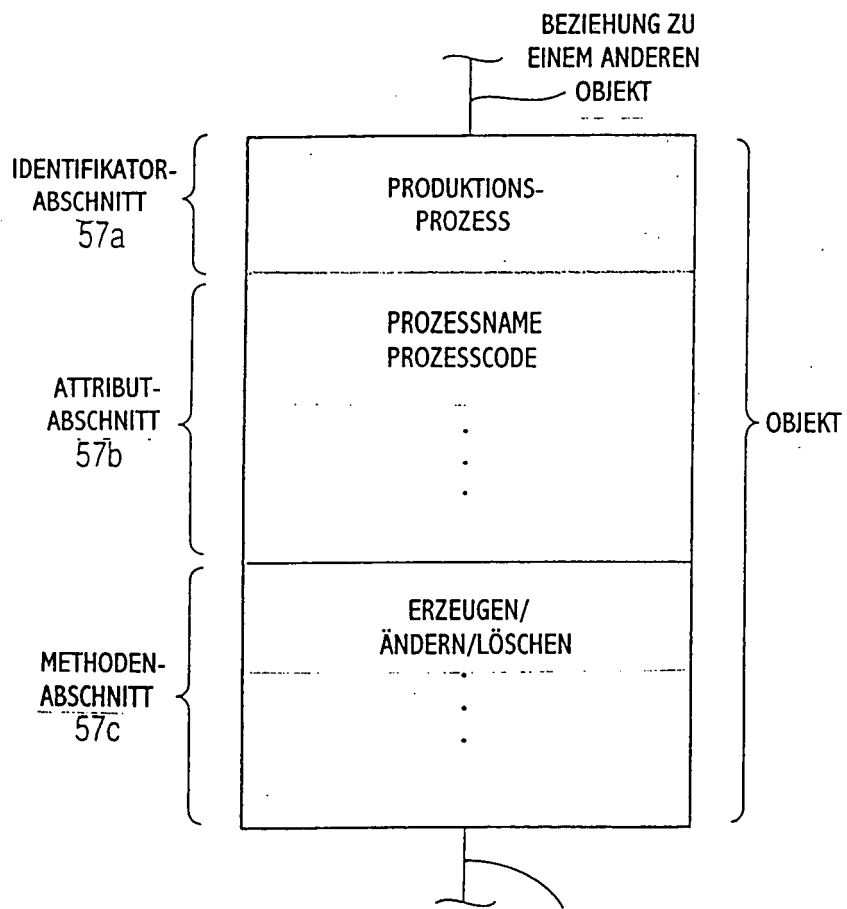 BEZIEHUNG ZU
EINEM ANDEREN
OBJEKT
IDENTIFIKATOR-
ABSCHNITT
57a
PRODUKTIONS-
PROZESS
PROZESSNAME
PROZESSCODE
ATTRIBUT-
ABSCHNITT
57b
OBJEKT
ERZEUGEN/
ÄNDERN/LÖSCHEN
METHODEN-
ABSCHNITT
57c